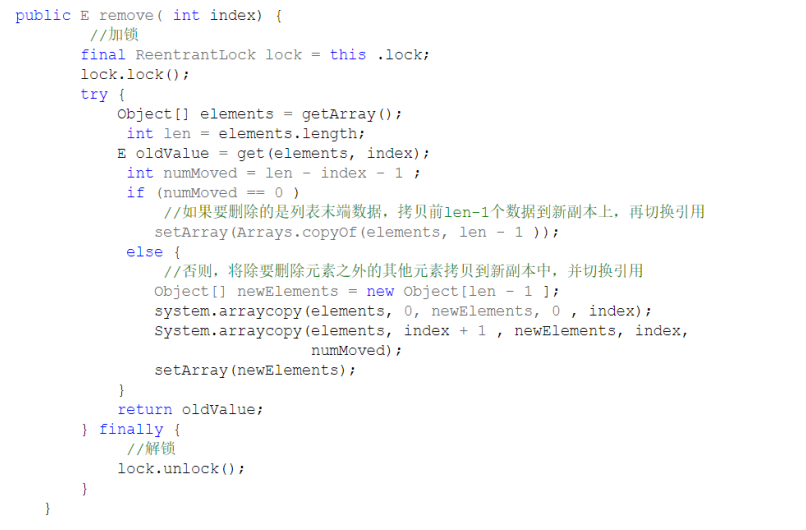 public E remove( int index) {
//加锁
final ReentrantLock lock = this .lock;
lock.lock();
try {
Object[] elements = getArray();
int len = elements.length;
E oldValue = get(elements, index);
int numMoved = len - index - 1 ;
if (numMoved == 0 )
//如果要删除的是列表末端数据，拷贝前len-1个数据到新副本上，再切换引用
setArray(Arrays.copyOf(elements, len - 1 ));
else {
//否则，将除要删除元素之外的其他元素拷贝到新副本中，并切换引用
Object[] newElements = new Object[len - 1 ];
system.arraycopy(elements, 0, newElements, 0 , index);
System.arraycopy(elements, index + 1 , newElements, index,
numMoved);
setArray(newElements);
}
return oldValue;
} finally {
//解锁
lock.unlock();
}
}